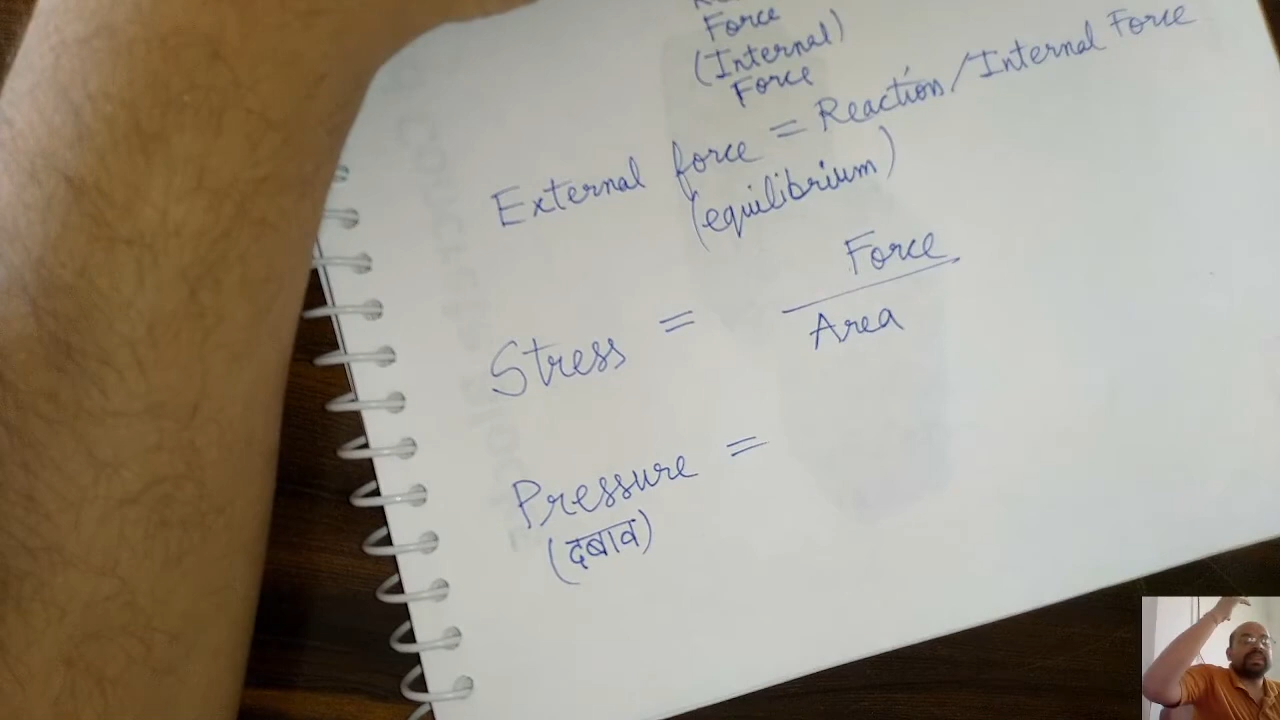 Force
(Internal)
Force
External force = Reaction/Internal Force
(equilibrium)
Stress = Force
Area
Pressure =
(दबाव)